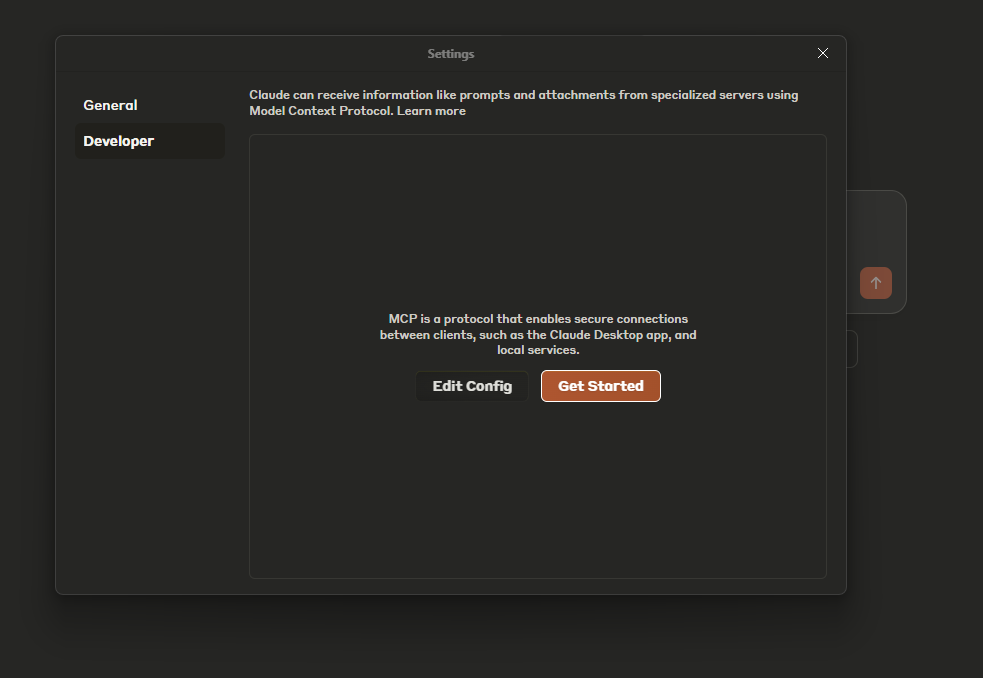 Settings
General
Developer
Claude can receive information like prompts and attachments from specialized servers using
Model Context Protocol. Learn more
MCP is a protocol that enables secure connections
between clients, such as the Claude Desktop app, and
local services.
Edit Config
Get Started